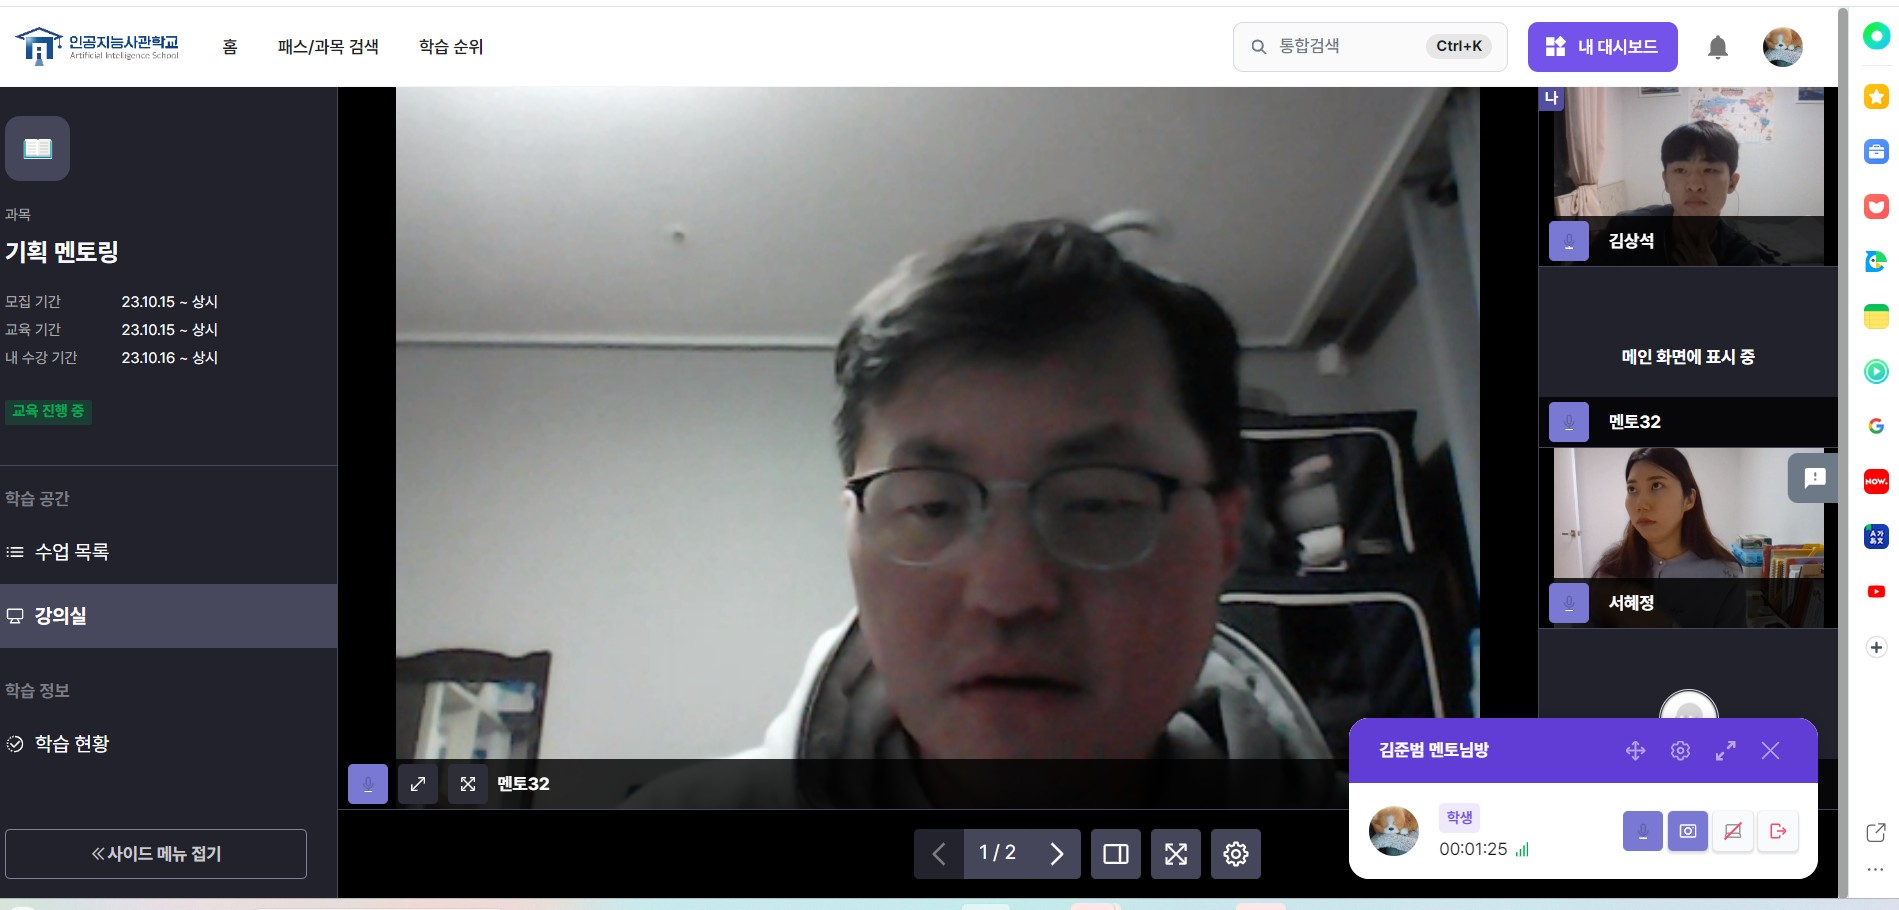 인공지능사관학교
Artificial Intelligence School
홈
패스/과목 검색
학습 순위
통합검색
Ctrl+K
내 대시보드
과목
기획 멘토링
모집 기간 23.10.15 ~ 상시
교육 기간 23.10.15 ~ 상시
내 수강 기간 23.10.16 ~ 상시
교육 진행 중
학습 공간
수업 목록
강의실
학습 정보
학습 현황
사이드 메뉴 접기
멘토32
1 / 2
나
김상석
메인 화면에 표시 중
멘토32
서혜정
김준범 멘토님방
학생
00:01:25
NOW.